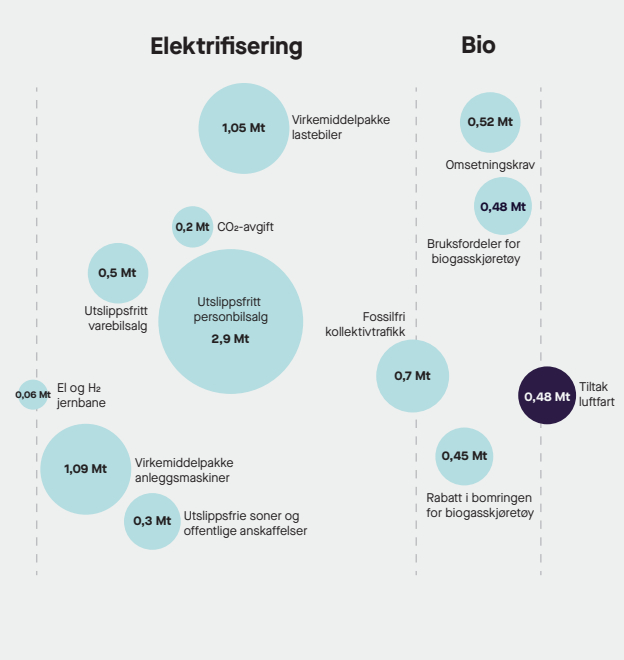 Elektrifisering
Bio
1,05 Mt
Virkemiddelpakke
lastebiler
0,52 Mt
Omsetningskrav
0,2 Mt
CO₂-avgift
0,48 Mt
Bruksfordeler for
biogasskjøretøy
0,5 Mt
Utslippsfritt
varebilsalg
Utslippsfritt
personbilsalg
2,9 Mt
Fossilfri
kollektivtrafikk
0,7 Mt
0,06 Mt
El og H₂
jernbane
0,48 Mt
Tiltak
luftfart
1,09 Mt
Virkemiddelpakke
anleggsmaskiner
0,45 Mt
Rabatt i bomringen
for biogasskjøretøy
0,3 Mt
Utslippsfrie soner og
offentlige anskaffelser